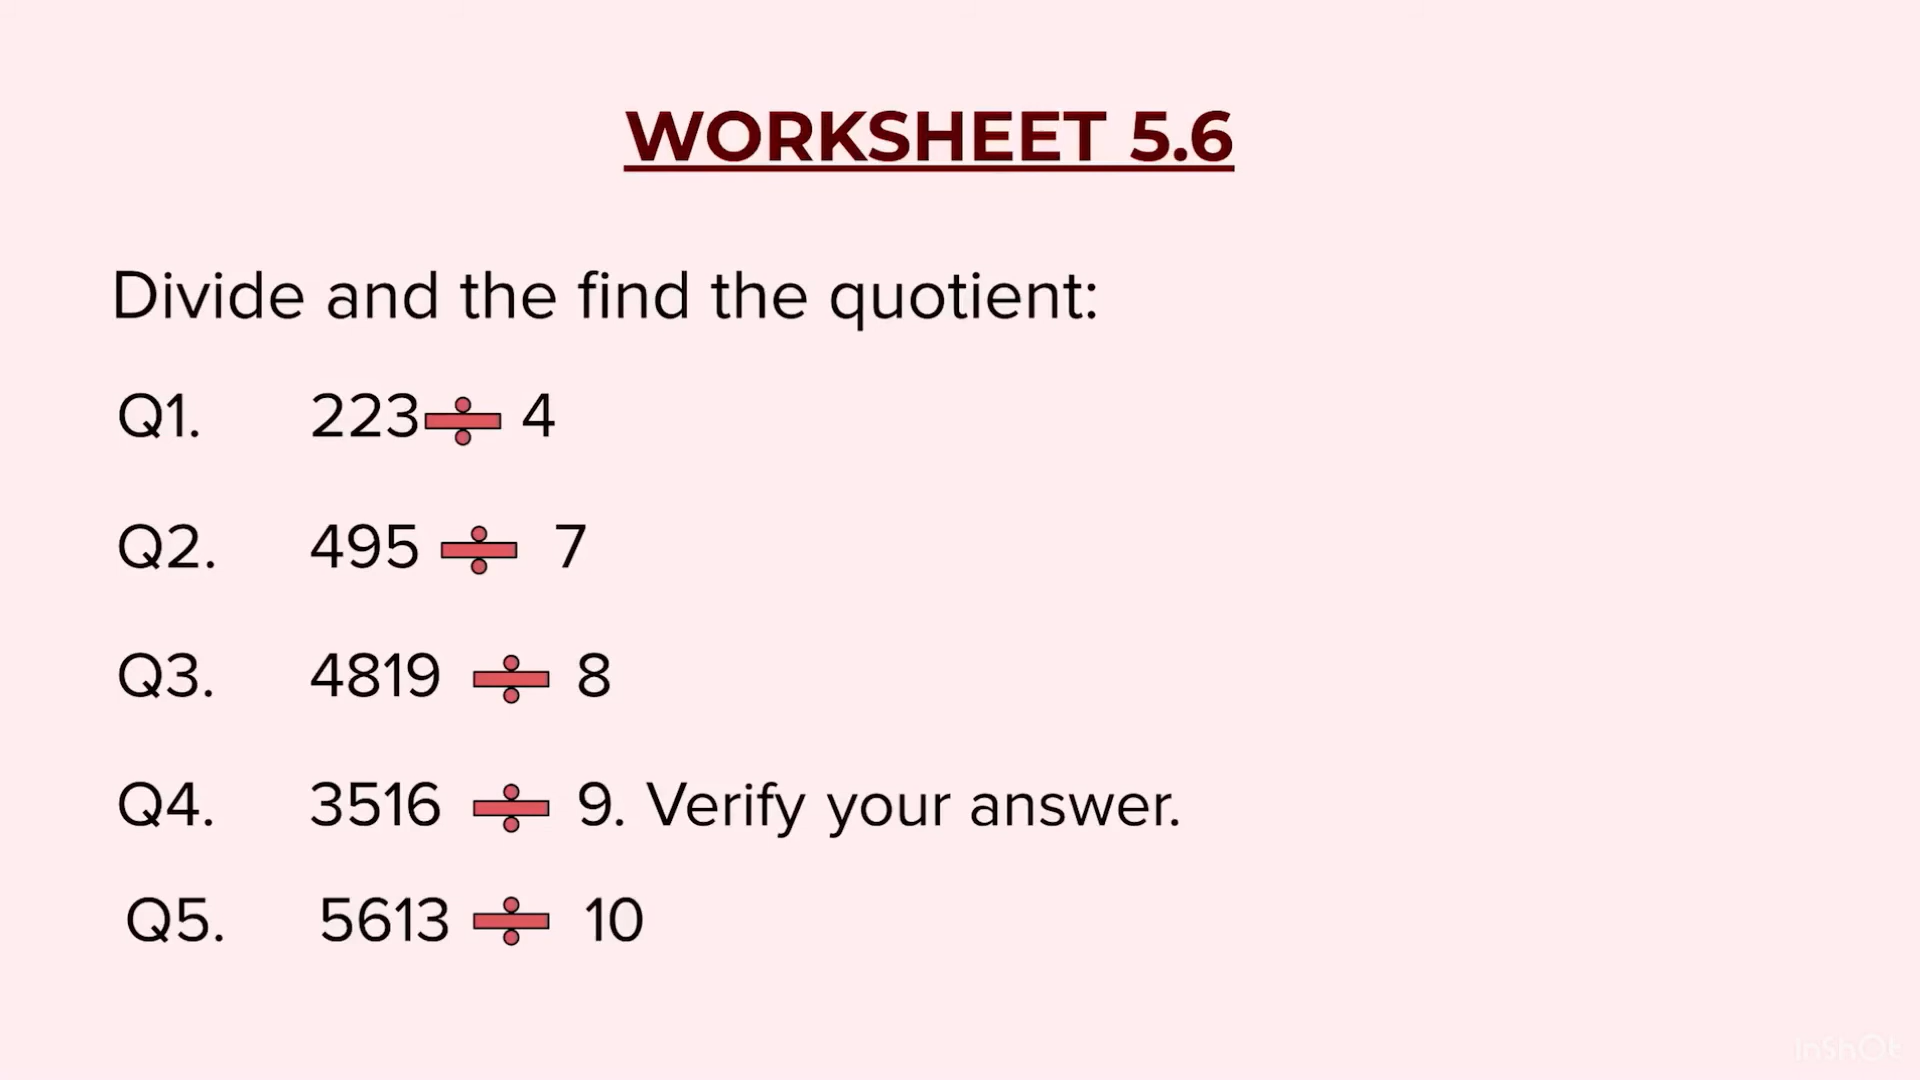 WORKSHEET 5.6
Divide and the find the quotient:
Q1. 223 ÷ 4
Q2. 495 ÷ 7
Q3. 4819 ÷ 8
Q4. 3516 ÷ 9. Verify your answer.
Q5. 5613 ÷ 10
InShOt